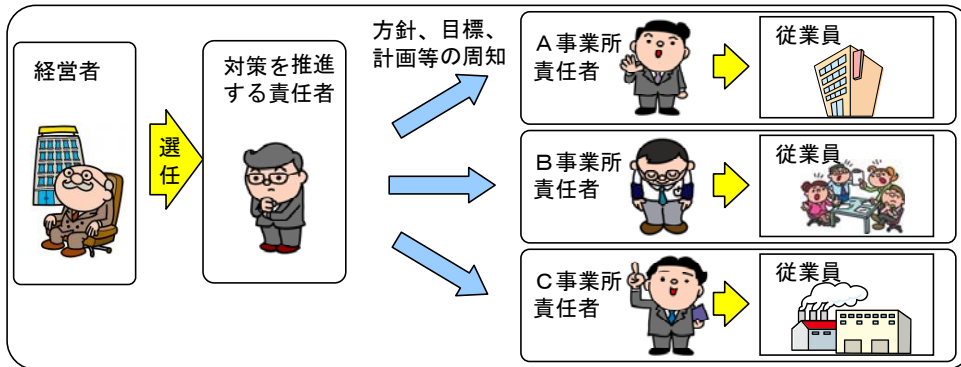 経営者
選
任
対策を推進
する責任者
方針、目標、
計画等の周知
A事業所
責任者
従業員
B事業所
責任者
従業員
C事業所
責任者
従業員